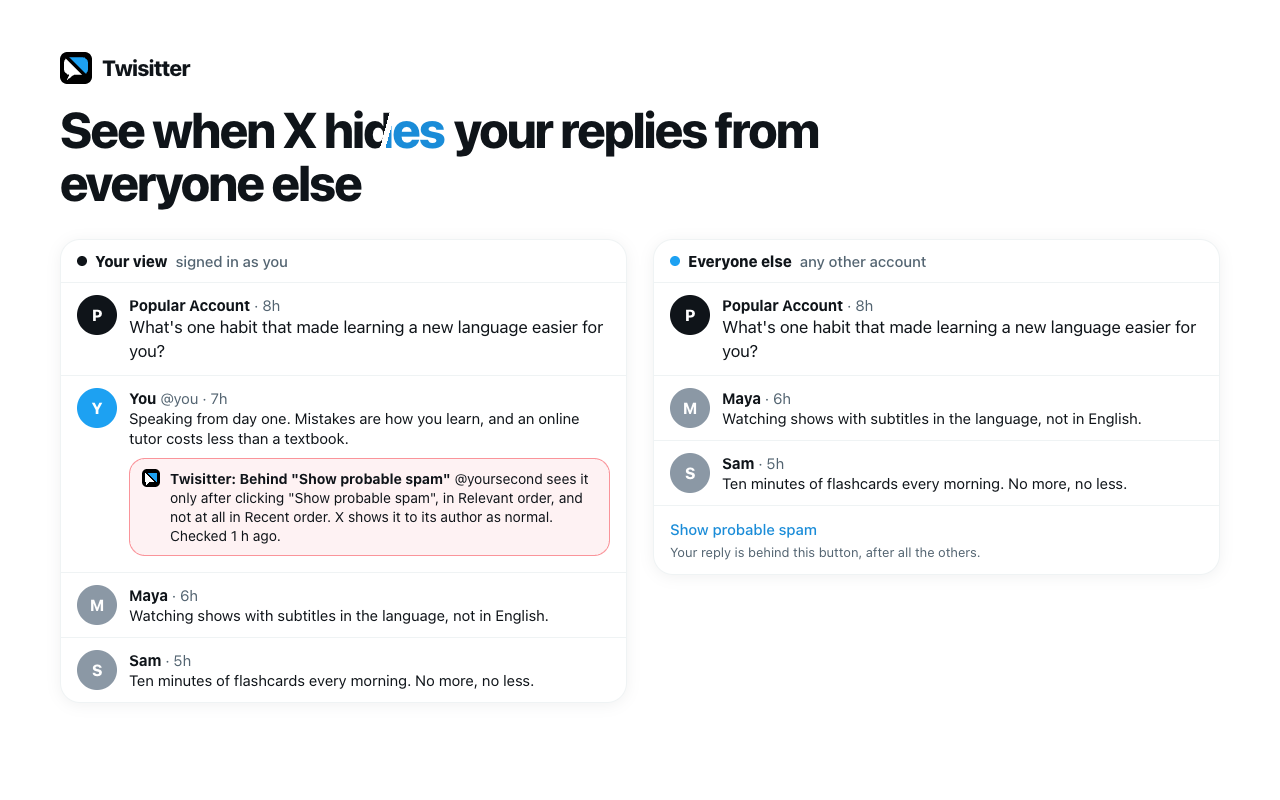 Twisitter
See when X hides your replies from
everyone else
Your view signed in as you
P
Popular Account · 8h
What's one habit that made learning a new language easier for
you?
Y
You @you · 7h
Speaking from day one. Mistakes are how you learn, and an online
tutor costs less than a textbook.
Twisitter: Behind "Show probable spam" @yoursecond sees it
only after clicking "Show probable spam", in Relevant order, and
not at all in Recent order. X shows it to its author as normal.
Checked 1 h ago.
M
Maya · 6h
Watching shows with subtitles in the language, not in English.
S
Sam · 5h
Ten minutes of flashcards every morning. No more, no less.
Everyone else any other account
P
Popular Account · 8h
What's one habit that made learning a new language easier for
you?
M
Maya · 6h
Watching shows with subtitles in the language, not in English.
S
Sam · 5h
Ten minutes of flashcards every morning. No more, no less.
Show probable spam
Your reply is behind this button, after all the others.